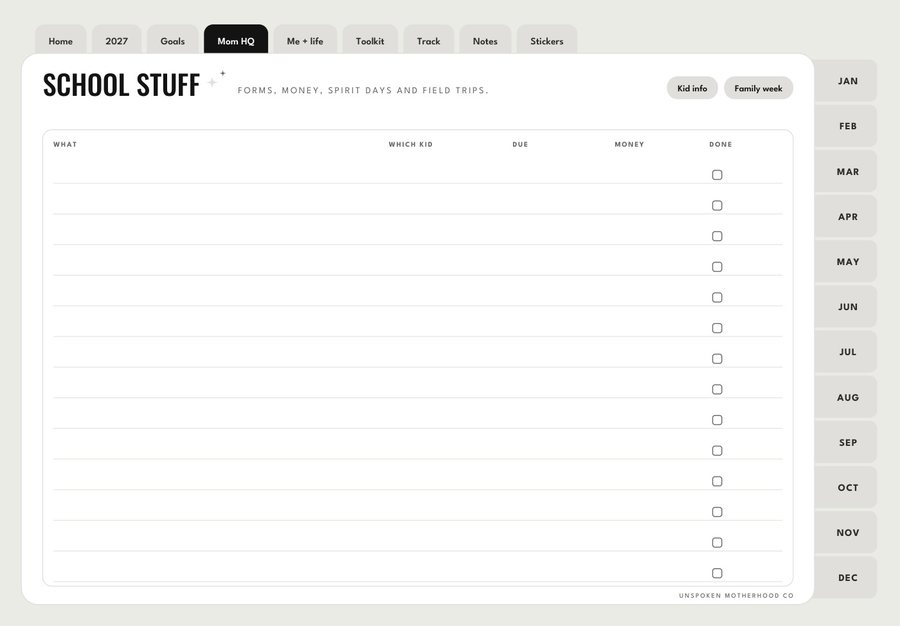 Home 2027 Goals Mom HQ Me + life Toolkit Track Notes Stickers
SCHOOL STUFF FORMS, MONEY, SPIRIT DAYS AND FIELD TRIPS. Kid info Family week
WHAT WHICH KID DUE MONEY DONE
JAN
FEB
MAR
APR
MAY
JUN
JUL
AUG
SEP
OCT
NOV
DEC
UNSPOKEN MOTHERHOOD CO